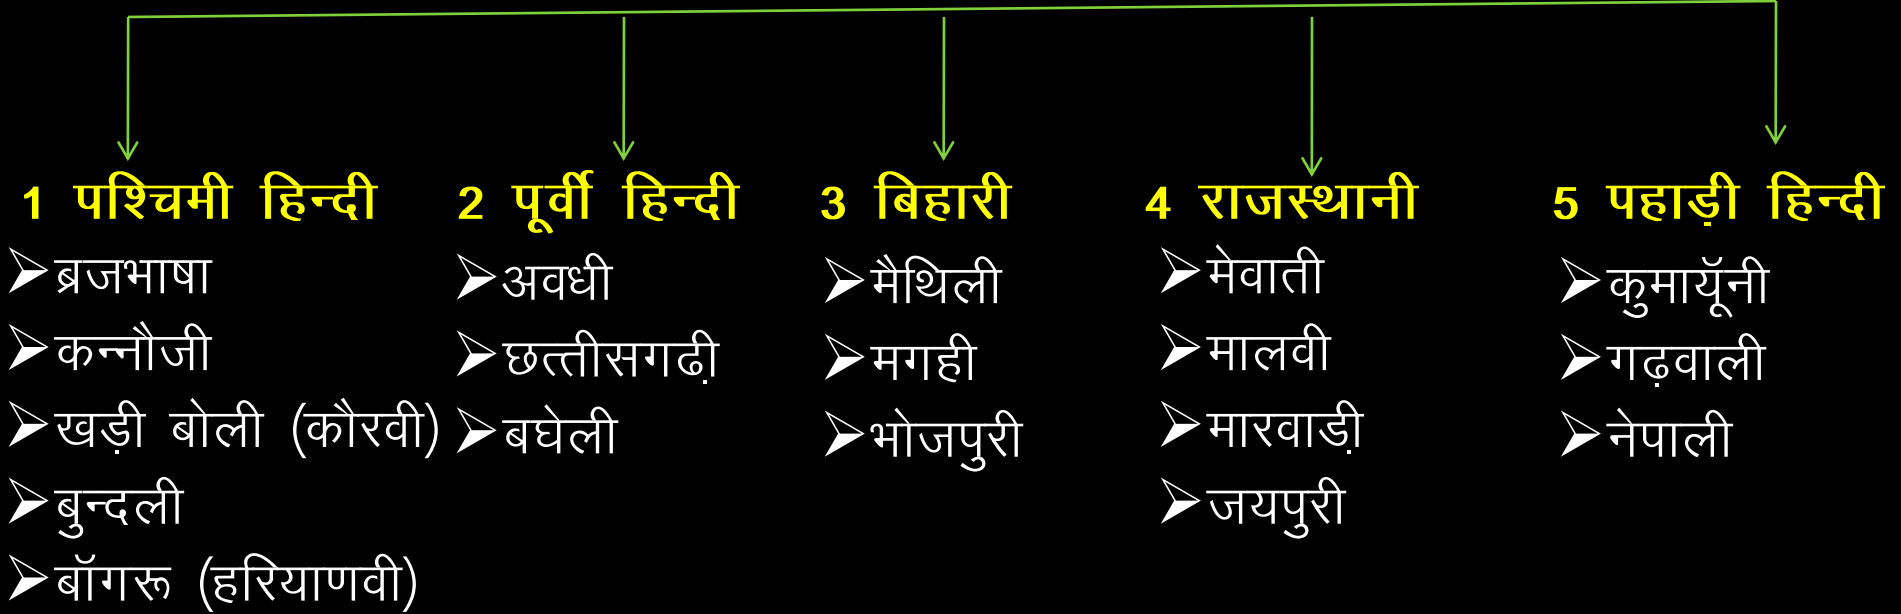 1 पश्चिमी हिन्दी
➢ब्रजभाषा
➢कन्नौजी
➢खड़ी बोली (कौरवी)
➢बुन्दली
➢बॉगरू (हरियाणवी)
2 पूर्वी हिन्दी
➢अवधी
➢छत्तीसगढ़ी
➢बघेली
3 बिहारी
➢मैथिली
➢मगही
➢भोजपुरी
4 राजस्थानी
➢मेवाती
➢मालवी
➢मारवाड़ी
➢जयपुरी
5 पहाड़ी हिन्दी
➢कुमायूॅनी
➢गढ़वाली
➢नेपाली